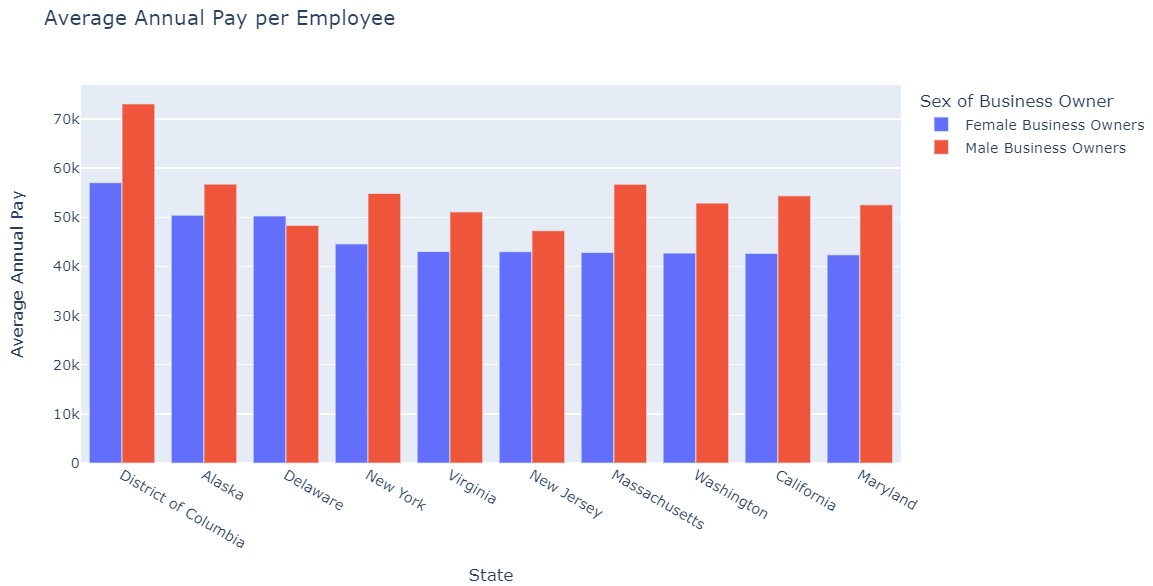 Average Annual Pay per Employee
Sex of Business Owner
Female Business Owners
Male Business Owners
Average Annual Pay
70k
60k
50k
40k
30k
20k
10k
0
District of Columbia
Alaska
Delaware
New York
Virginia
New Jersey
Massachusetts
Washington
California
Maryland
State